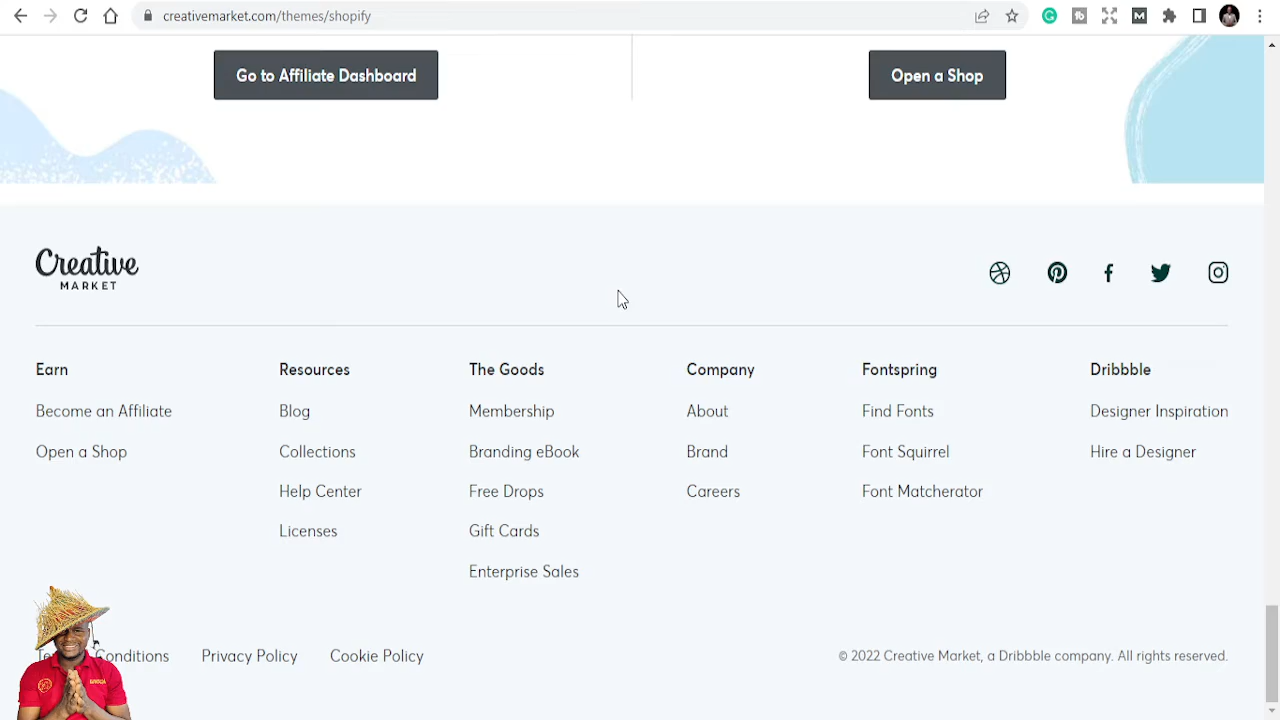 creativemarket.com/themes/shopify
Go to Affiliate Dashboard
Open a Shop
Creative
MARKET
Earn
Become an Affiliate
Open a Shop
Resources
Blog
Collections
Help Center
Licenses
The Goods
Membership
Branding eBook
Free Drops
Gift Cards
Enterprise Sales
Company
About
Brand
Careers
Fontspring
Find Fonts
Font Squirrel
Font Matcherator
Dribbble
Designer Inspiration
Hire a Designer
Conditions
Privacy Policy
Cookie Policy
© 2022 Creative Market, a Dribbble company. All rights reserved.